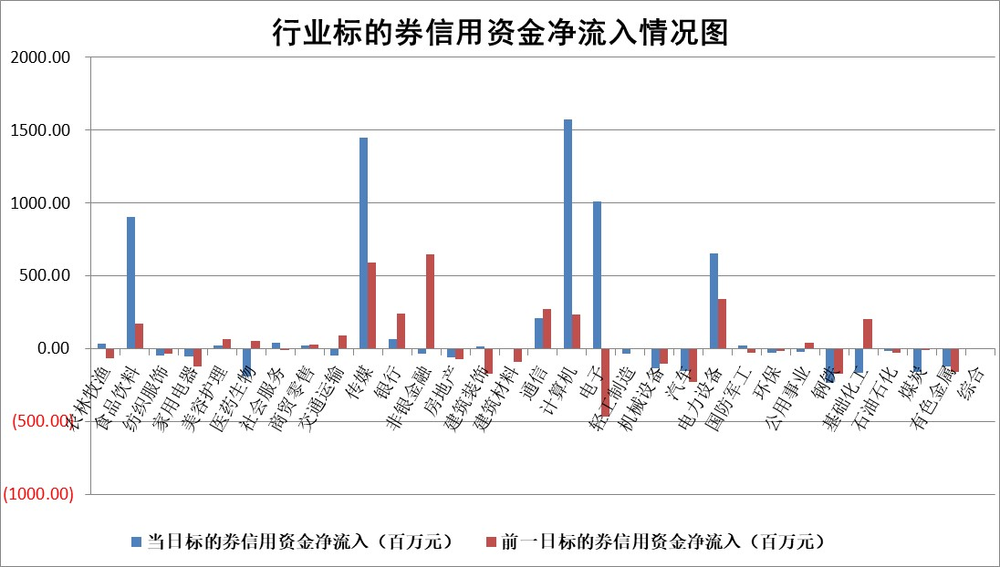 行业标的券信用资金净流入情况图
2000.00
1500.00
1000.00
500.00
0.00
(500.00)
(1000.00)
农林牧渔
食品饮料
纺织服饰
家用电器
美容护理
医药生物
社会服务
商贸零售
交通运输
传媒
银行
非银金融
房地产
建筑装饰
建筑材料
通信
计算机
电子
轻工制造
机械设备
汽车
电力设备
国防军工
环保
公用事业
钢铁
基础化工
石油石化
煤炭
有色金属
综合
当日标的券信用资金净流入（百万元）
前一日标的券信用资金净流入（百万元）